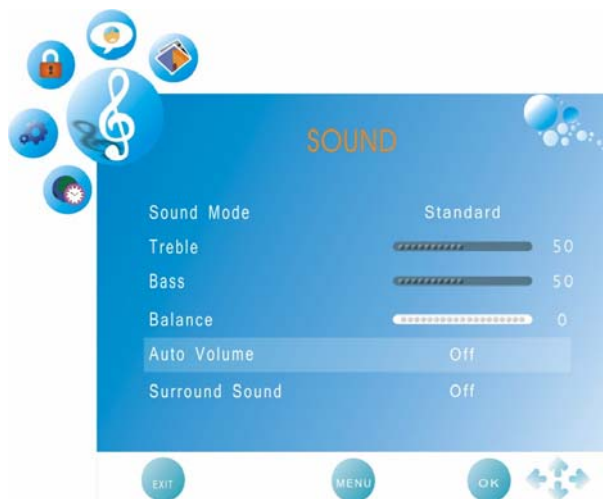 SOUND
Sound Mode Standard
Treble 50
Bass 50
Balance 0
Auto Volume Off
Surround Sound Off
EXIT MENU OK